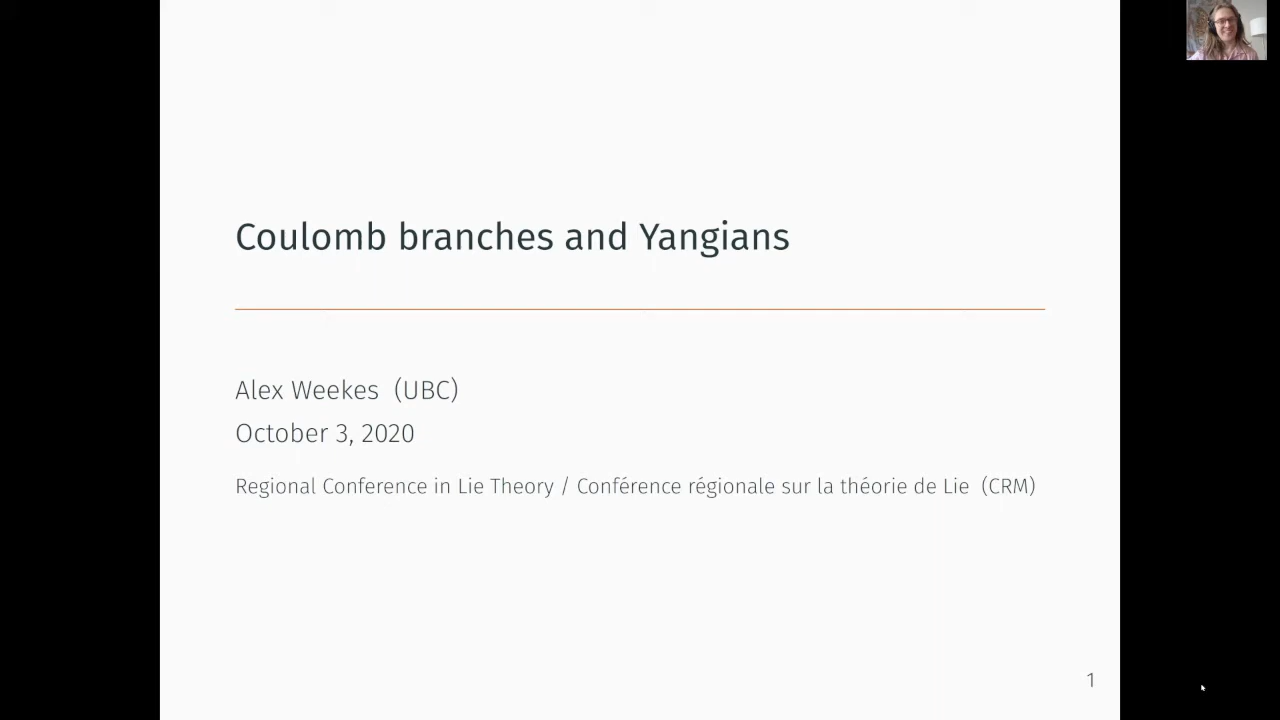 Coulomb branches and Yangians
Alex Weekes (UBC)
October 3, 2020
Regional Conference in Lie Theory / Conférence régionale sur la théorie de Lie (CRM)
1